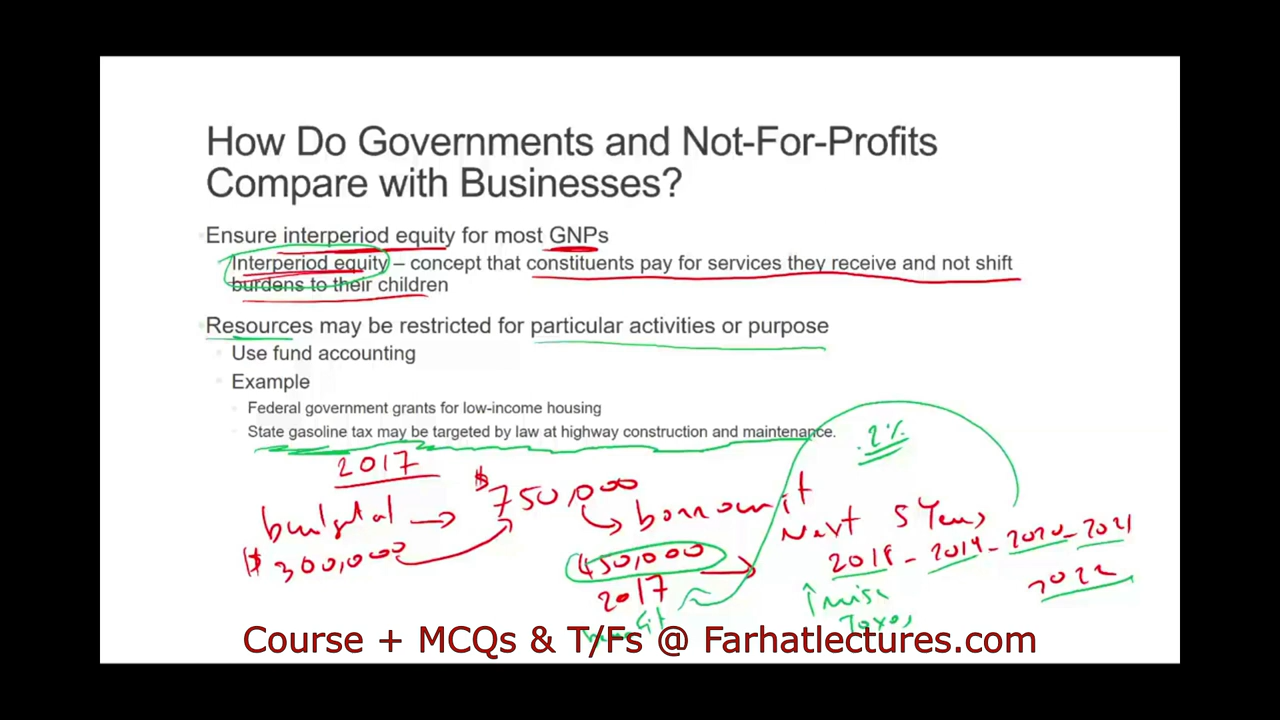 How Do Governments and Not-For-Profits
Compare with Businesses?
Ensure interperiod equity for most GNPs
Interperiod equity – concept that constituents pay for services they receive and not shift
burdens to their children
Resources may be restricted for particular activities or purpose
Use fund accounting
Example
Federal government grants for low-income housing
State gasoline tax may be targeted by law at highway construction and maintenance.
.2%
2017
$750,000
budgetal
borrow it
Next 5 Years
$300,000
450,000
2018 - 2019 - 2020 - 2021
2017
2022
benefit
Taxes
Course + MCQs & T/Fs @ Farhatlectures.com